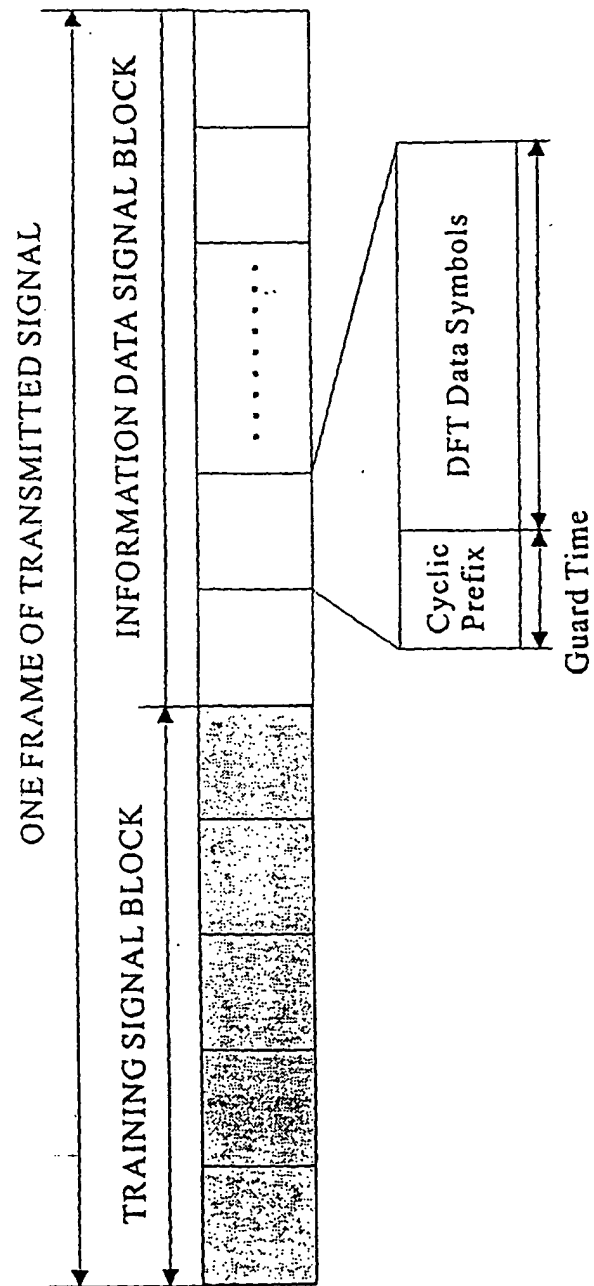 ONE FRAME OF TRANSMITTED SIGNAL
TRAINING SIGNAL BLOCK
INFORMATION DATA SIGNAL BLOCK
Cyclic
Prefix
DFT Data Symbols
Guard Time